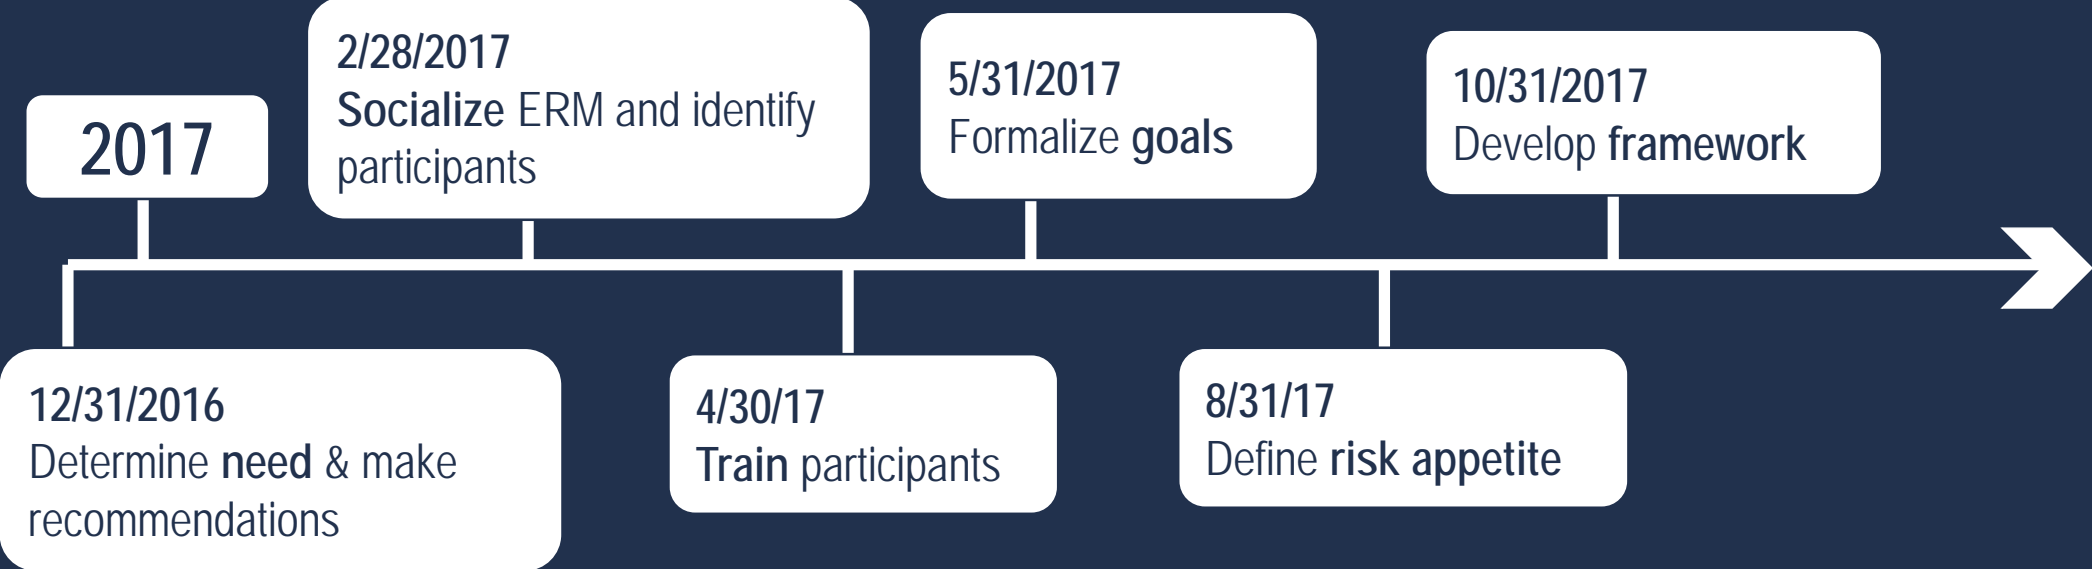 2017
2/28/2017
Socialize ERM and identify
participants
5/31/2017
Formalize goals
10/31/2017
Develop framework
12/31/2016
Determine need & make
recommendations
4/30/17
Train participants
8/31/17
Define risk appetite